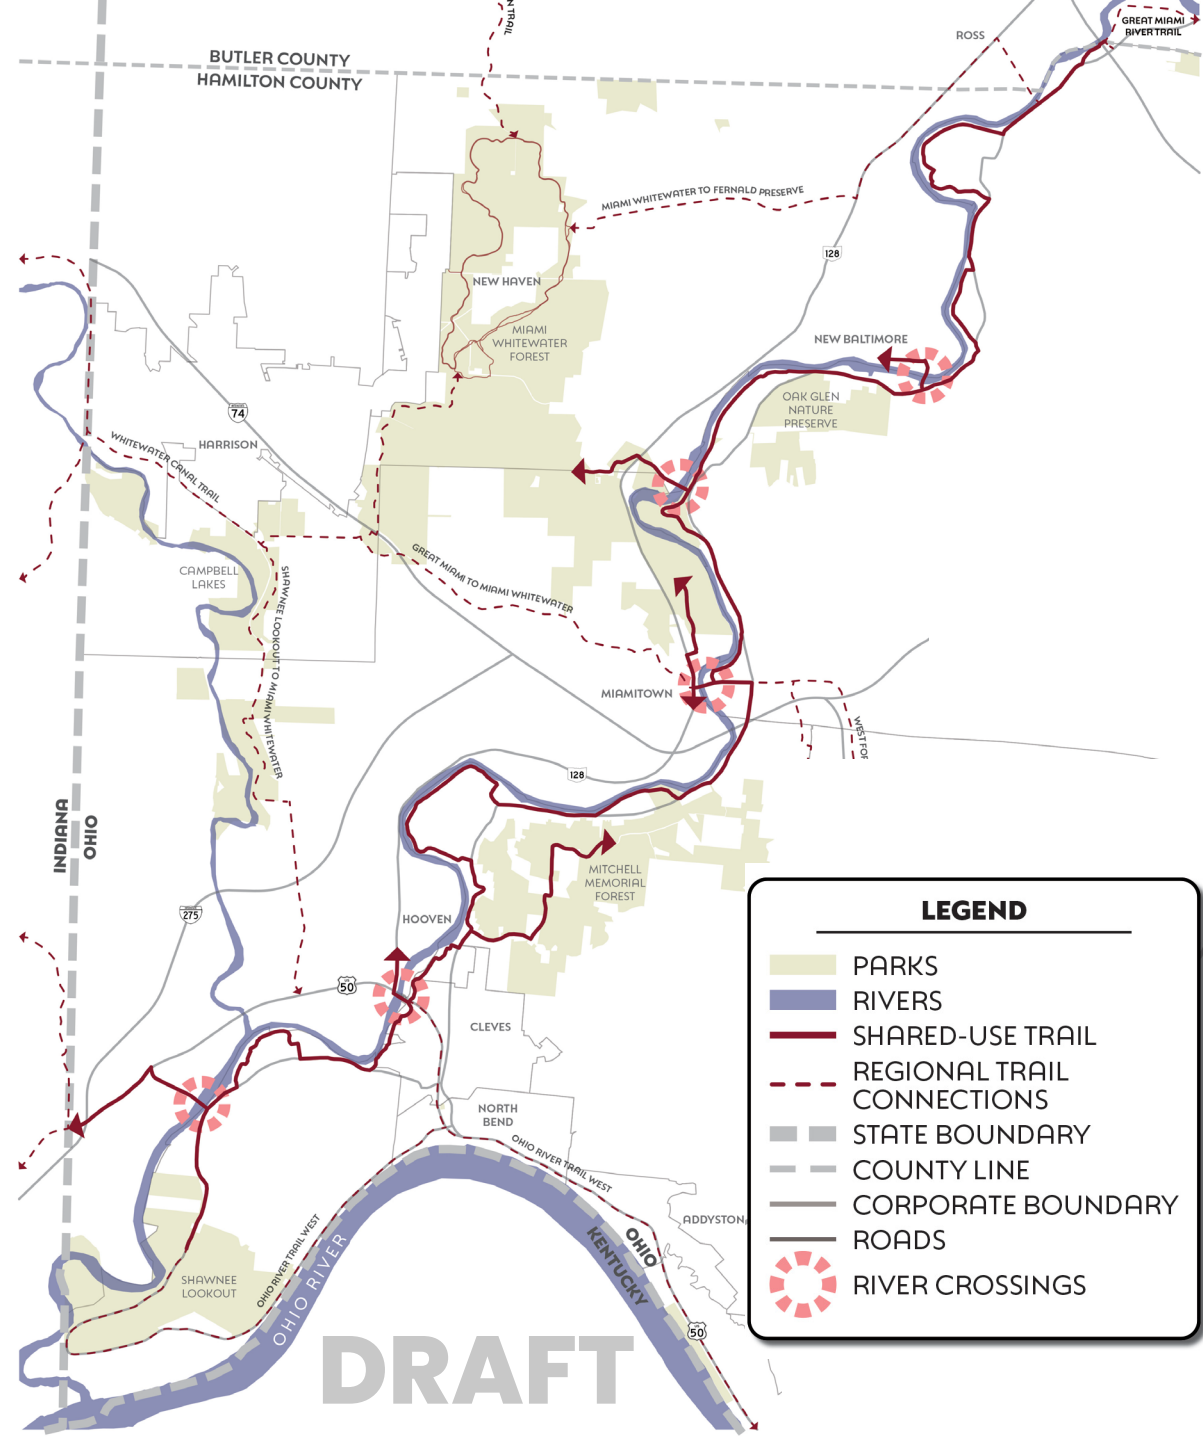 N TRAIL
GREAT MIAMI
RIVER TRAIL
ROSS
BUTLER COUNTY
HAMILTON COUNTY
MIAMI WHITEWATER TO FERNALD PRESERVE
128
NEW HAVEN
MIAMI
WHITEWATER
FOREST
NEW BALTIMORE
OAK GLEN
NATURE
PRESERVE
74
HARRISON
WHITEWATER CANAL TRAIL
GREAT MIAMI TO MIAMI WHITEWATER
CAMPBELL
LAKES
SHAWNEE LOOKOUT TO MIAMI WHITEWATER
MIAMITOWN
WEST FOR
128
INDIANA
OHIO
MITCHELL
MEMORIAL
FOREST
HOOVEN
275
50
CLEVES
NORTH
BEND
OHIO RIVER TRAIL WEST
ADDYSTON
OHIO
KENTUCKY
OHIO RIVER TRAIL WEST
OHIO RIVER
SHAWNEE
LOOKOUT
50
DRAFT
LEGEND
PARKS
RIVERS
SHARED-USE TRAIL
REGIONAL TRAIL
CONNECTIONS
STATE BOUNDARY
COUNTY LINE
CORPORATE BOUNDARY
ROADS
RIVER CROSSINGS